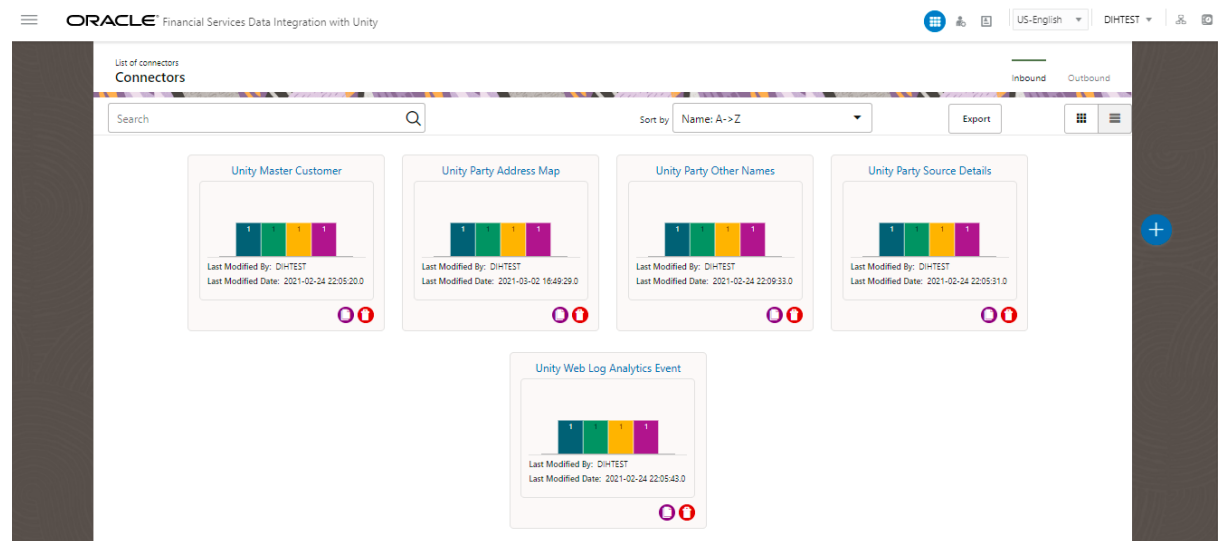 ORACLE® Financial Services Data Integration with Unity
US-English
DIHTEST
List of connectors
Connectors
Inbound
Outbound
Search
Sort by
Name: A->Z
Export
Unity Master Customer
1 1 1 1
Last Modified By: DIHTEST
Last Modified Date: 2021-02-24 22:05:20.0
Unity Party Address Map
1 1 1 1
Last Modified By: DIHTEST
Last Modified Date: 2021-03-02 16:49:29.0
Unity Party Other Names
1 1 1 1
Last Modified By: DIHTEST
Last Modified Date: 2021-02-24 22:09:33.0
Unity Party Source Details
1 1 1 1
Last Modified By: DIHTEST
Last Modified Date: 2021-02-24 22:05:31.0
Unity Web Log Analytics Event
1 1 1 1
Last Modified By: DIHTEST
Last Modified Date: 2021-02-24 22:05:43.0